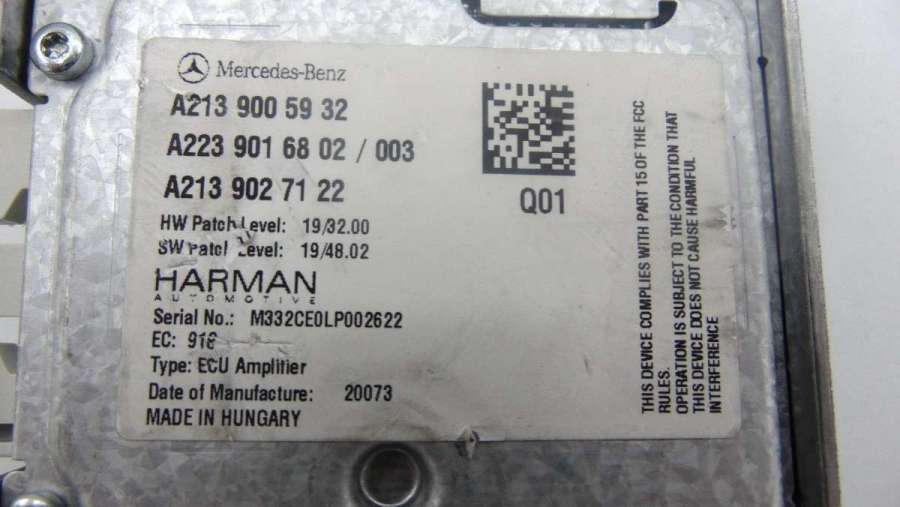 Mercedes-Benz
A213 900 59 32
A223 901 68 02 / 003
A213 902 71 22
Q01
HW Patch Level: 19/32.00
SW Patch Level: 19/48.02
HARMAN
AUTOMOTIVE
Serial No.: M332CE0LP002622
EC:
Type: ECU Amplifier
Date of Manufacture: 20073
MADE IN HUNGARY
THIS DEVICE COMPLIES WITH PART 15 OF THE FCC
RULES.
OPERATION IS SUBJECT TO THE CONDITION THAT
THIS DEVICE DOES NOT CAUSE HARMFUL
INTERFERENCE